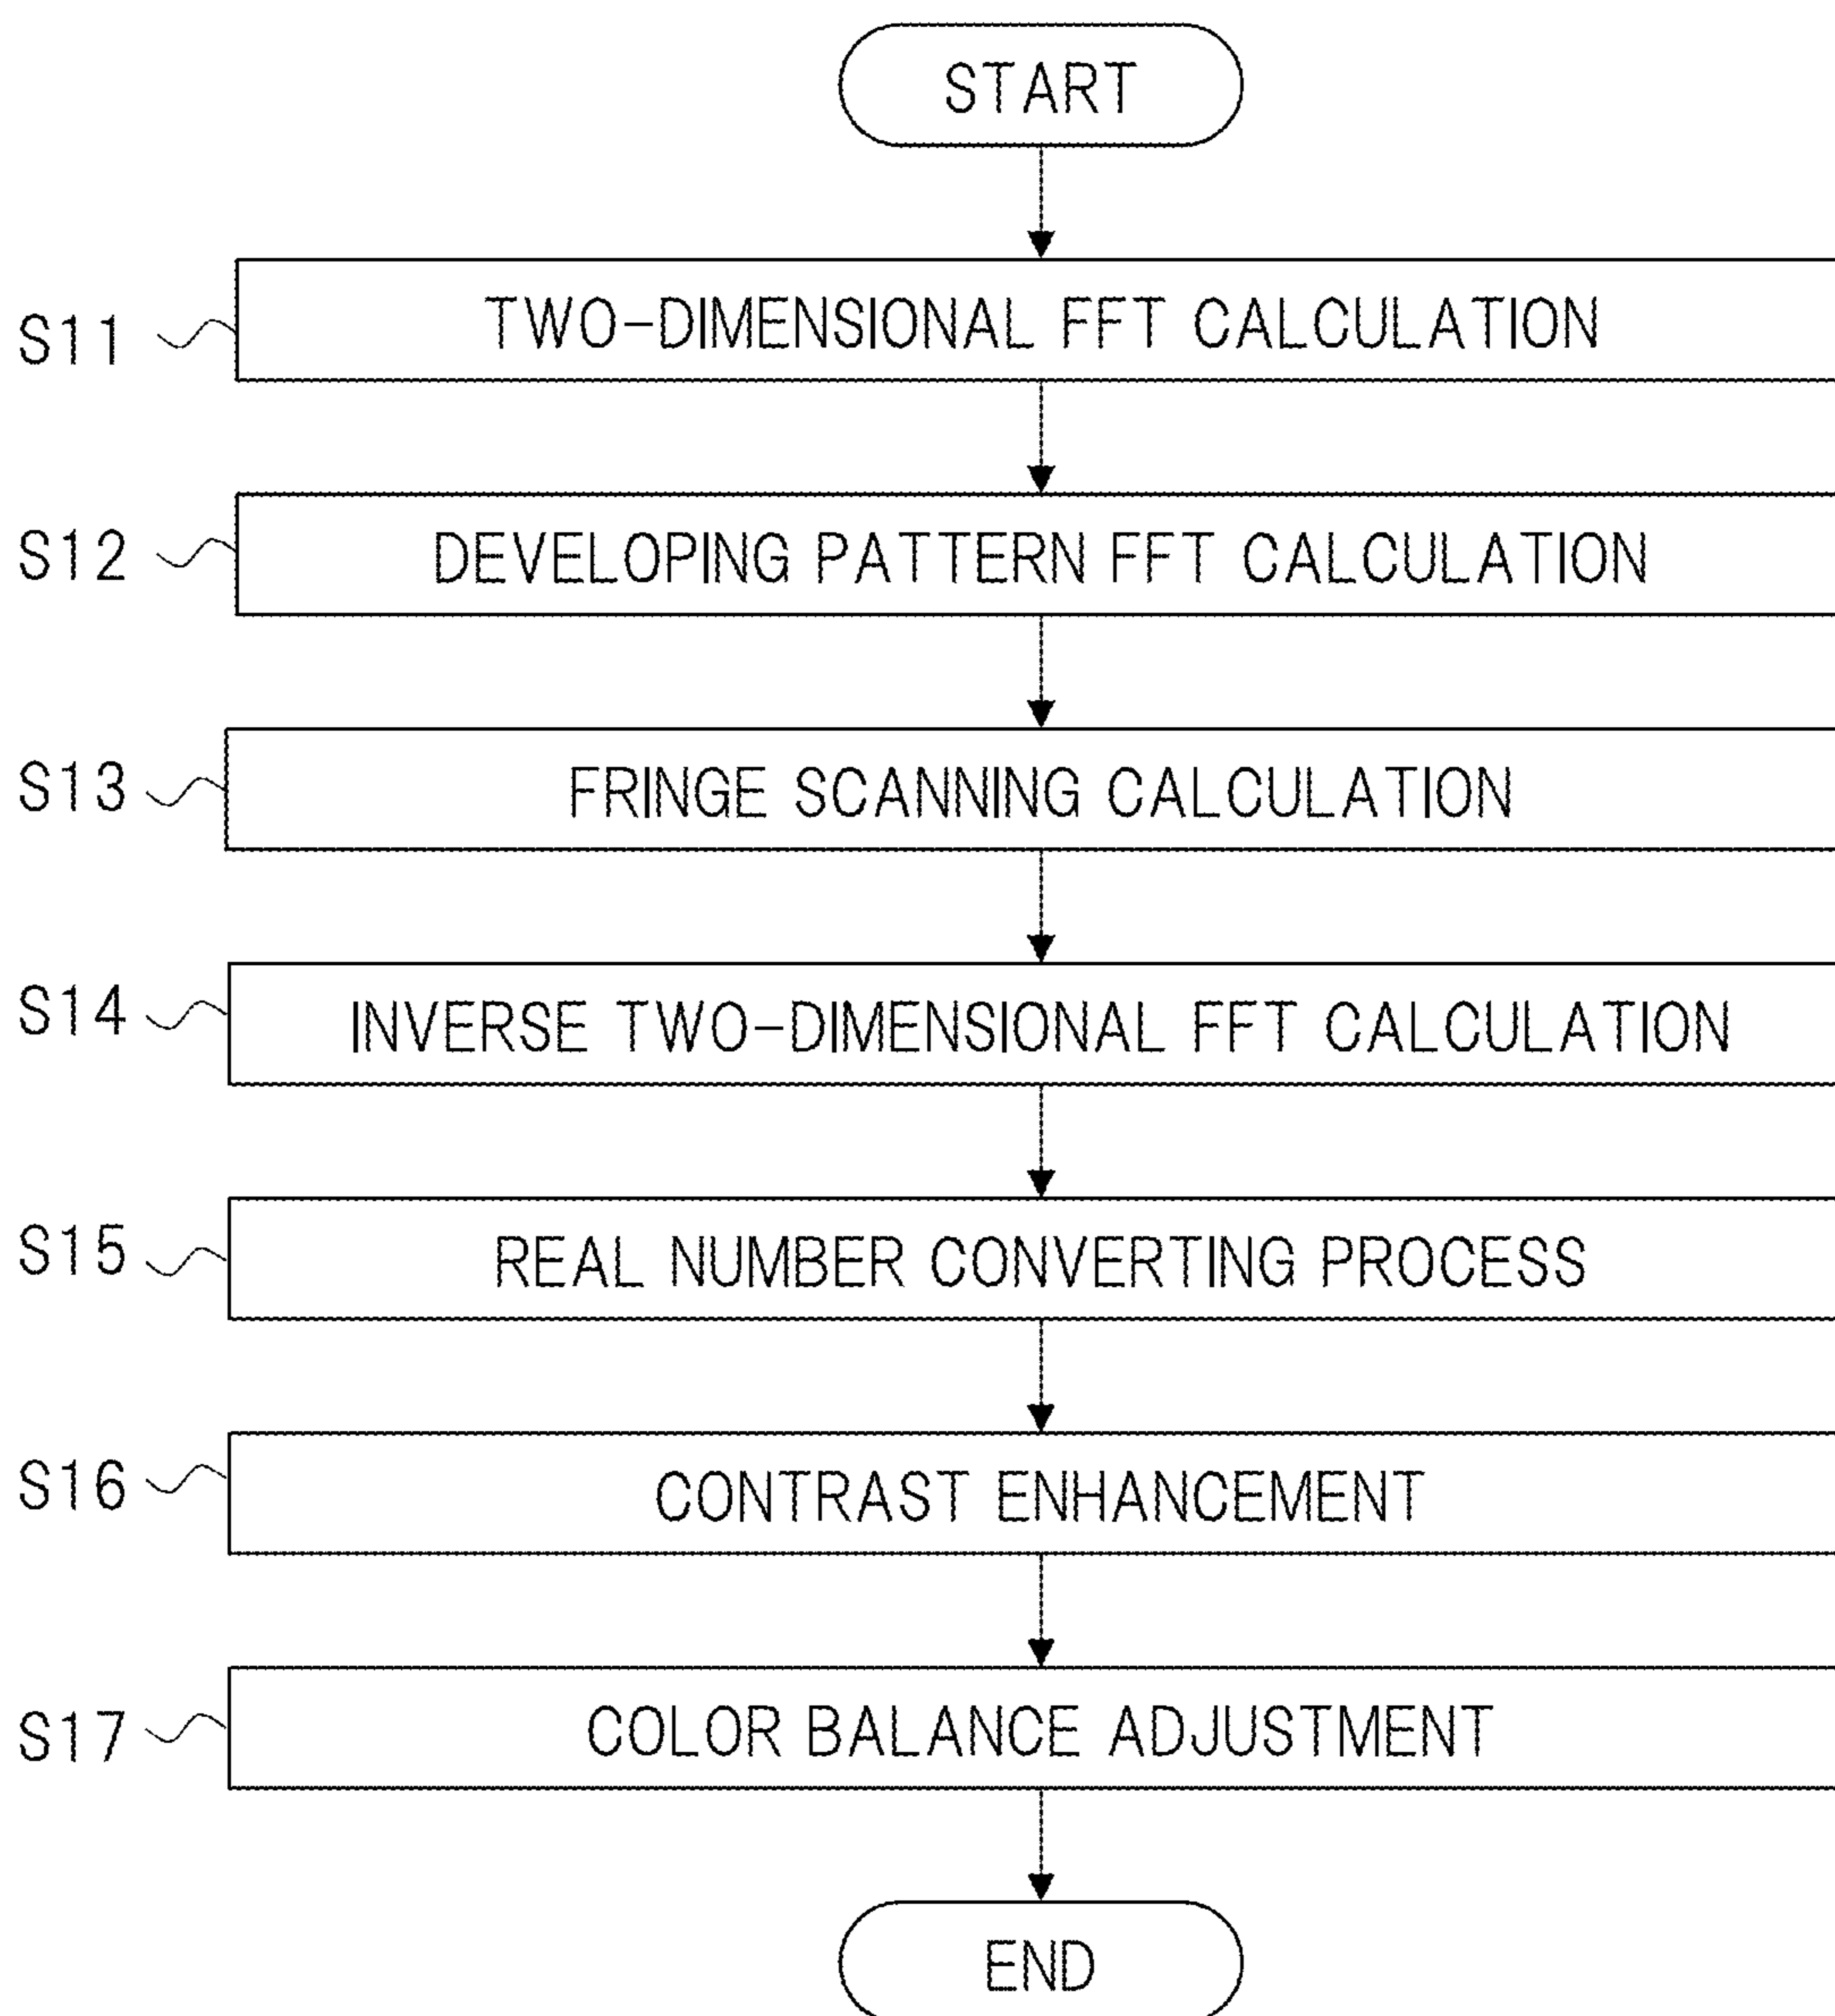 START
S11 TWO-DIMENSIONAL FFT CALCULATION
S12 DEVELOPING PATTERN FFT CALCULATION
S13 FRINGE SCANNING CALCULATION
S14 INVERSE TWO-DIMENSIONAL FFT CALCULATION
S15 REAL NUMBER CONVERTING PROCESS
S16 CONTRAST ENHANCEMENT
S17 COLOR BALANCE ADJUSTMENT
END